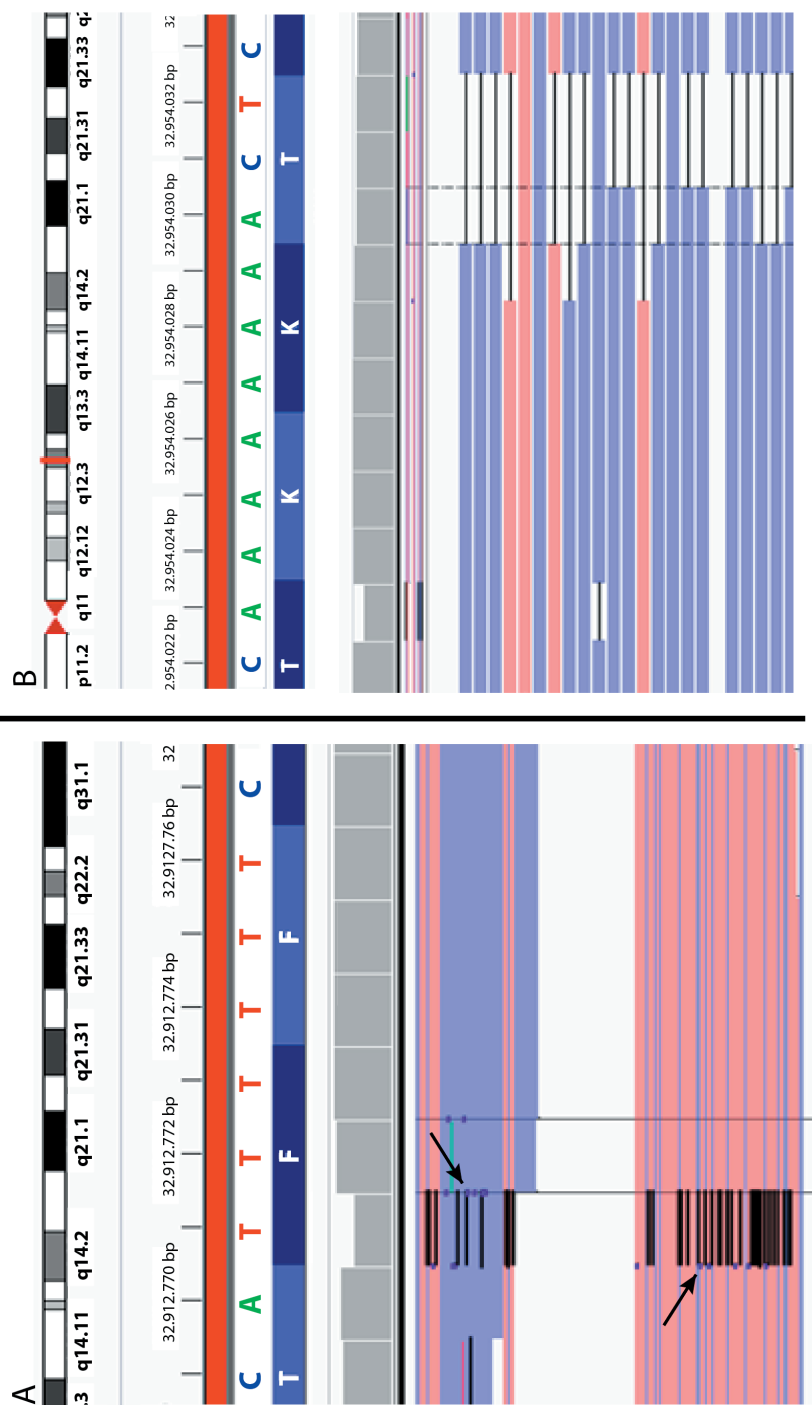 A
.3 q14.11 q14.2 q21.1 q21.31 q21.33 q22.2 q31.1
32.912.770 bp 32.912.772 bp 32.912.774 bp 32.9127.76 bp 32
C A T T T T T T C
T F F
B
p11.2 q11 q12.12 q12.3 q13.3 q14.11 q14.2 q21.1 q21.31 q21.33
2.954.022 bp 32.954.024 bp 32.954.026 bp 32.954.028 bp 32.954.030 bp 32.954.032 bp 32
C A A A A A A A A C T C
T K K T